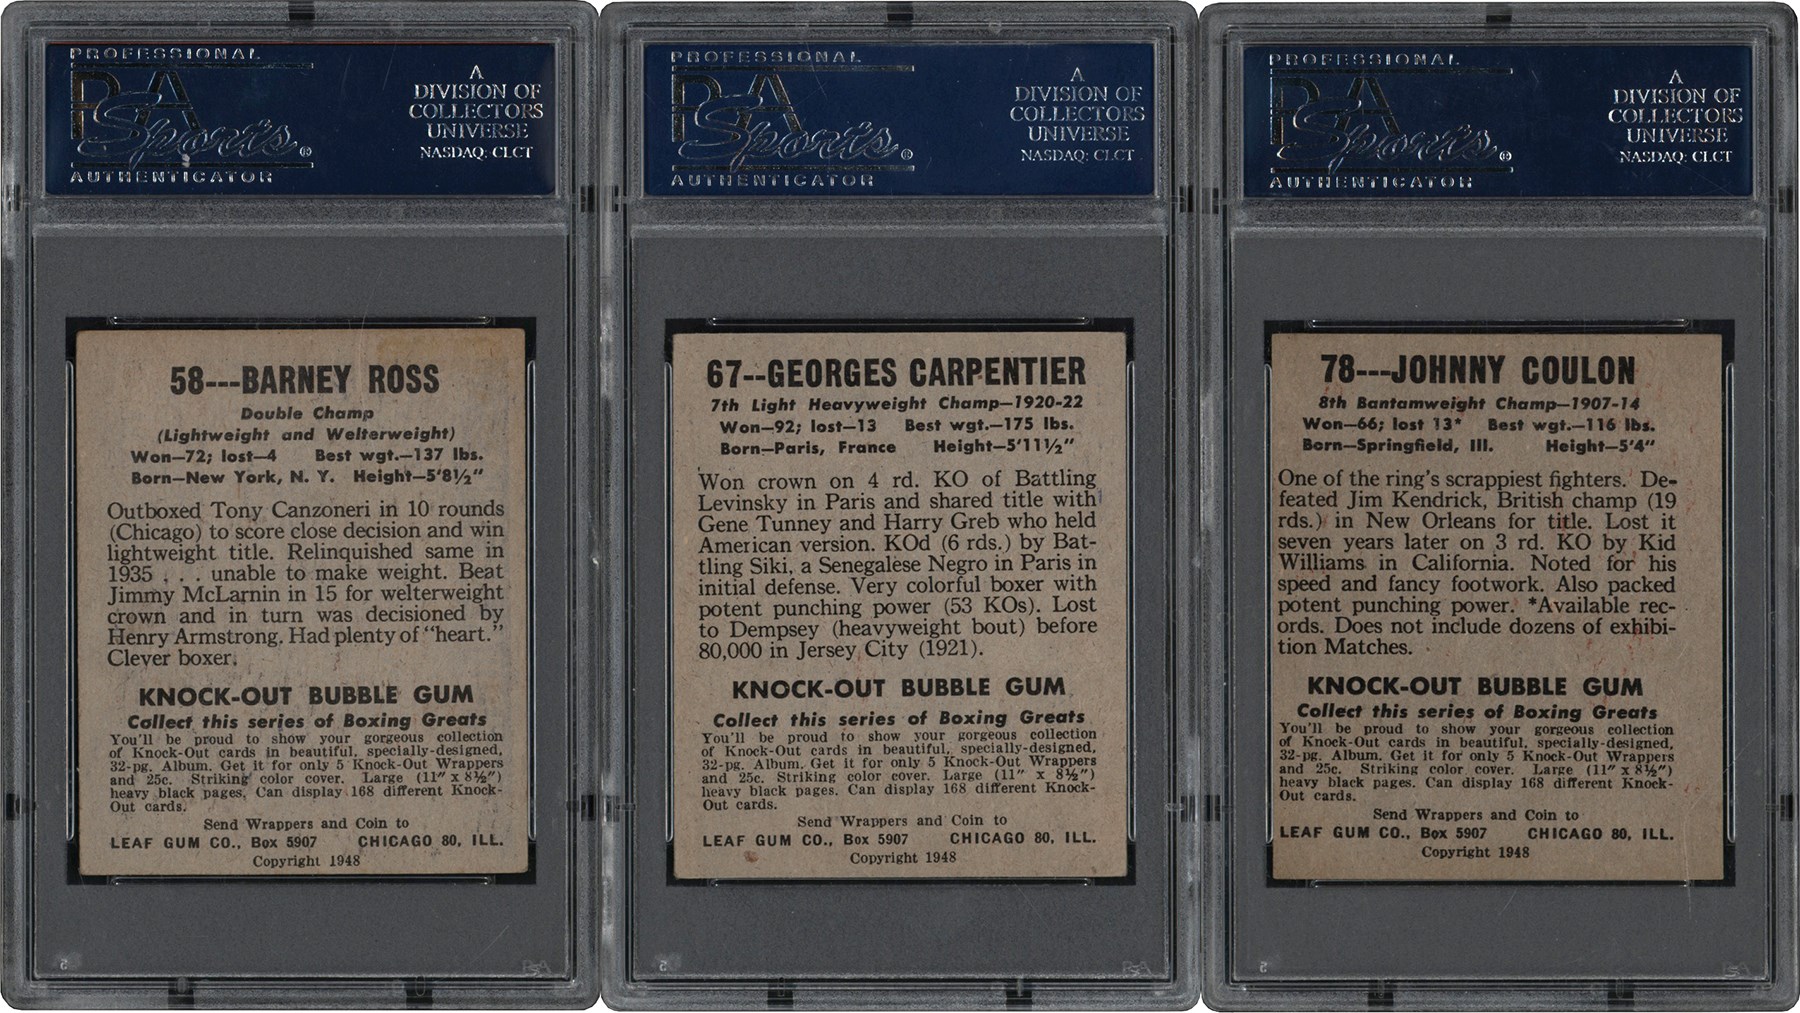 PROFESSIONAL
PSA
Sports®
AUTHENTICATOR
A
DIVISION OF
COLLECTORS
UNIVERSE
NASDAQ: CLCT
58---BARNEY ROSS
Double Champ
(Lightweight and Welterweight)
Won—72; lost—4 Best wgt.—137 lbs.
Born—New York, N. Y. Height—5'8½"
Outboxed Tony Canzoneri in 10 rounds
(Chicago) to score close decision and win
lightweight title. Relinquished same in
1935 . . . unable to make weight. Beat
Jimmy McLarnin in 15 for welterweight
crown and in turn was decisioned by
Henry Armstrong. Had plenty of "heart."
Clever boxer.
KNOCK-OUT BUBBLE GUM
Collect this series of Boxing Greats
You'll be proud to show your gorgeous collection
of Knock-Out cards in beautiful, specially-designed,
32-pg. Album. Get it for only 5 Knock-Out Wrappers
and 25c. Striking color cover. Large (11" x 8½")
heavy black pages. Can display 168 different Knock-
Out cards.
Send Wrappers and Coin to
LEAF GUM CO., Box 5907 CHICAGO 80, ILL.
Copyright 1948
PSA
PROFESSIONAL
PSA
Sports®
AUTHENTICATOR
A
DIVISION OF
COLLECTORS
UNIVERSE
NASDAQ: CLCT
67--GEORGES CARPENTIER
7th Light Heavyweight Champ—1920-22
Won—92; lost—13 Best wgt.—175 lbs.
Born—Paris, France Height—5'11½"
Won crown on 4 rd. KO of Battling
Levinsky in Paris and shared title with
Gene Tunney and Harry Greb who held
American version. KOd (6 rds.) by Bat-
tling Siki, a Senegalese Negro in Paris in
initial defense. Very colorful boxer with
potent punching power (53 KOs). Lost
to Dempsey (heavyweight bout) before
80,000 in Jersey City (1921).
KNOCK-OUT BUBBLE GUM
Collect this series of Boxing Greats
You'll be proud to show your gorgeous collection
of Knock-Out cards in beautiful, specially-designed,
32-pg. Album. Get it for only 5 Knock-Out Wrappers
and 25c. Striking color cover. Large (11" x 8½")
heavy black pages. Can display 168 different Knock-
Out cards.
Send Wrappers and Coin to
LEAF GUM CO., Box 5907 CHICAGO 80, ILL.
Copyright 1948
PSA
PROFESSIONAL
PSA
Sports®
AUTHENTICATOR
A
DIVISION OF
COLLECTORS
UNIVERSE
NASDAQ: CLCT
78---JOHNNY COULON
8th Bantamweight Champ—1907-14
Won—66; lost 13* Best wgt.—116 lbs.
Born—Springfield, Ill. Height—5'4"
One of the ring's scrappiest fighters. De-
feated Jim Kendrick, British champ (19
rds.) in New Orleans for title. Lost it
seven years later on 3 rd. KO by Kid
Williams in California. Noted for his
speed and fancy footwork. Also packed
potent punching power. *Available rec-
ords. Does not include dozens of exhibi-
tion Matches.
KNOCK-OUT BUBBLE GUM
Collect this series of Boxing Greats
You'll be proud to show your gorgeous collection
of Knock-Out cards in beautiful, specially-designed,
32-pg. Album. Get it for only 5 Knock-Out Wrappers
and 25c. Striking color cover. Large (11" x 8½")
heavy black pages. Can display 168 different Knock-
Out cards.
Send Wrappers and Coin to
LEAF GUM CO., Box 5907 CHICAGO 80, ILL.
Copyright 1948
PSA